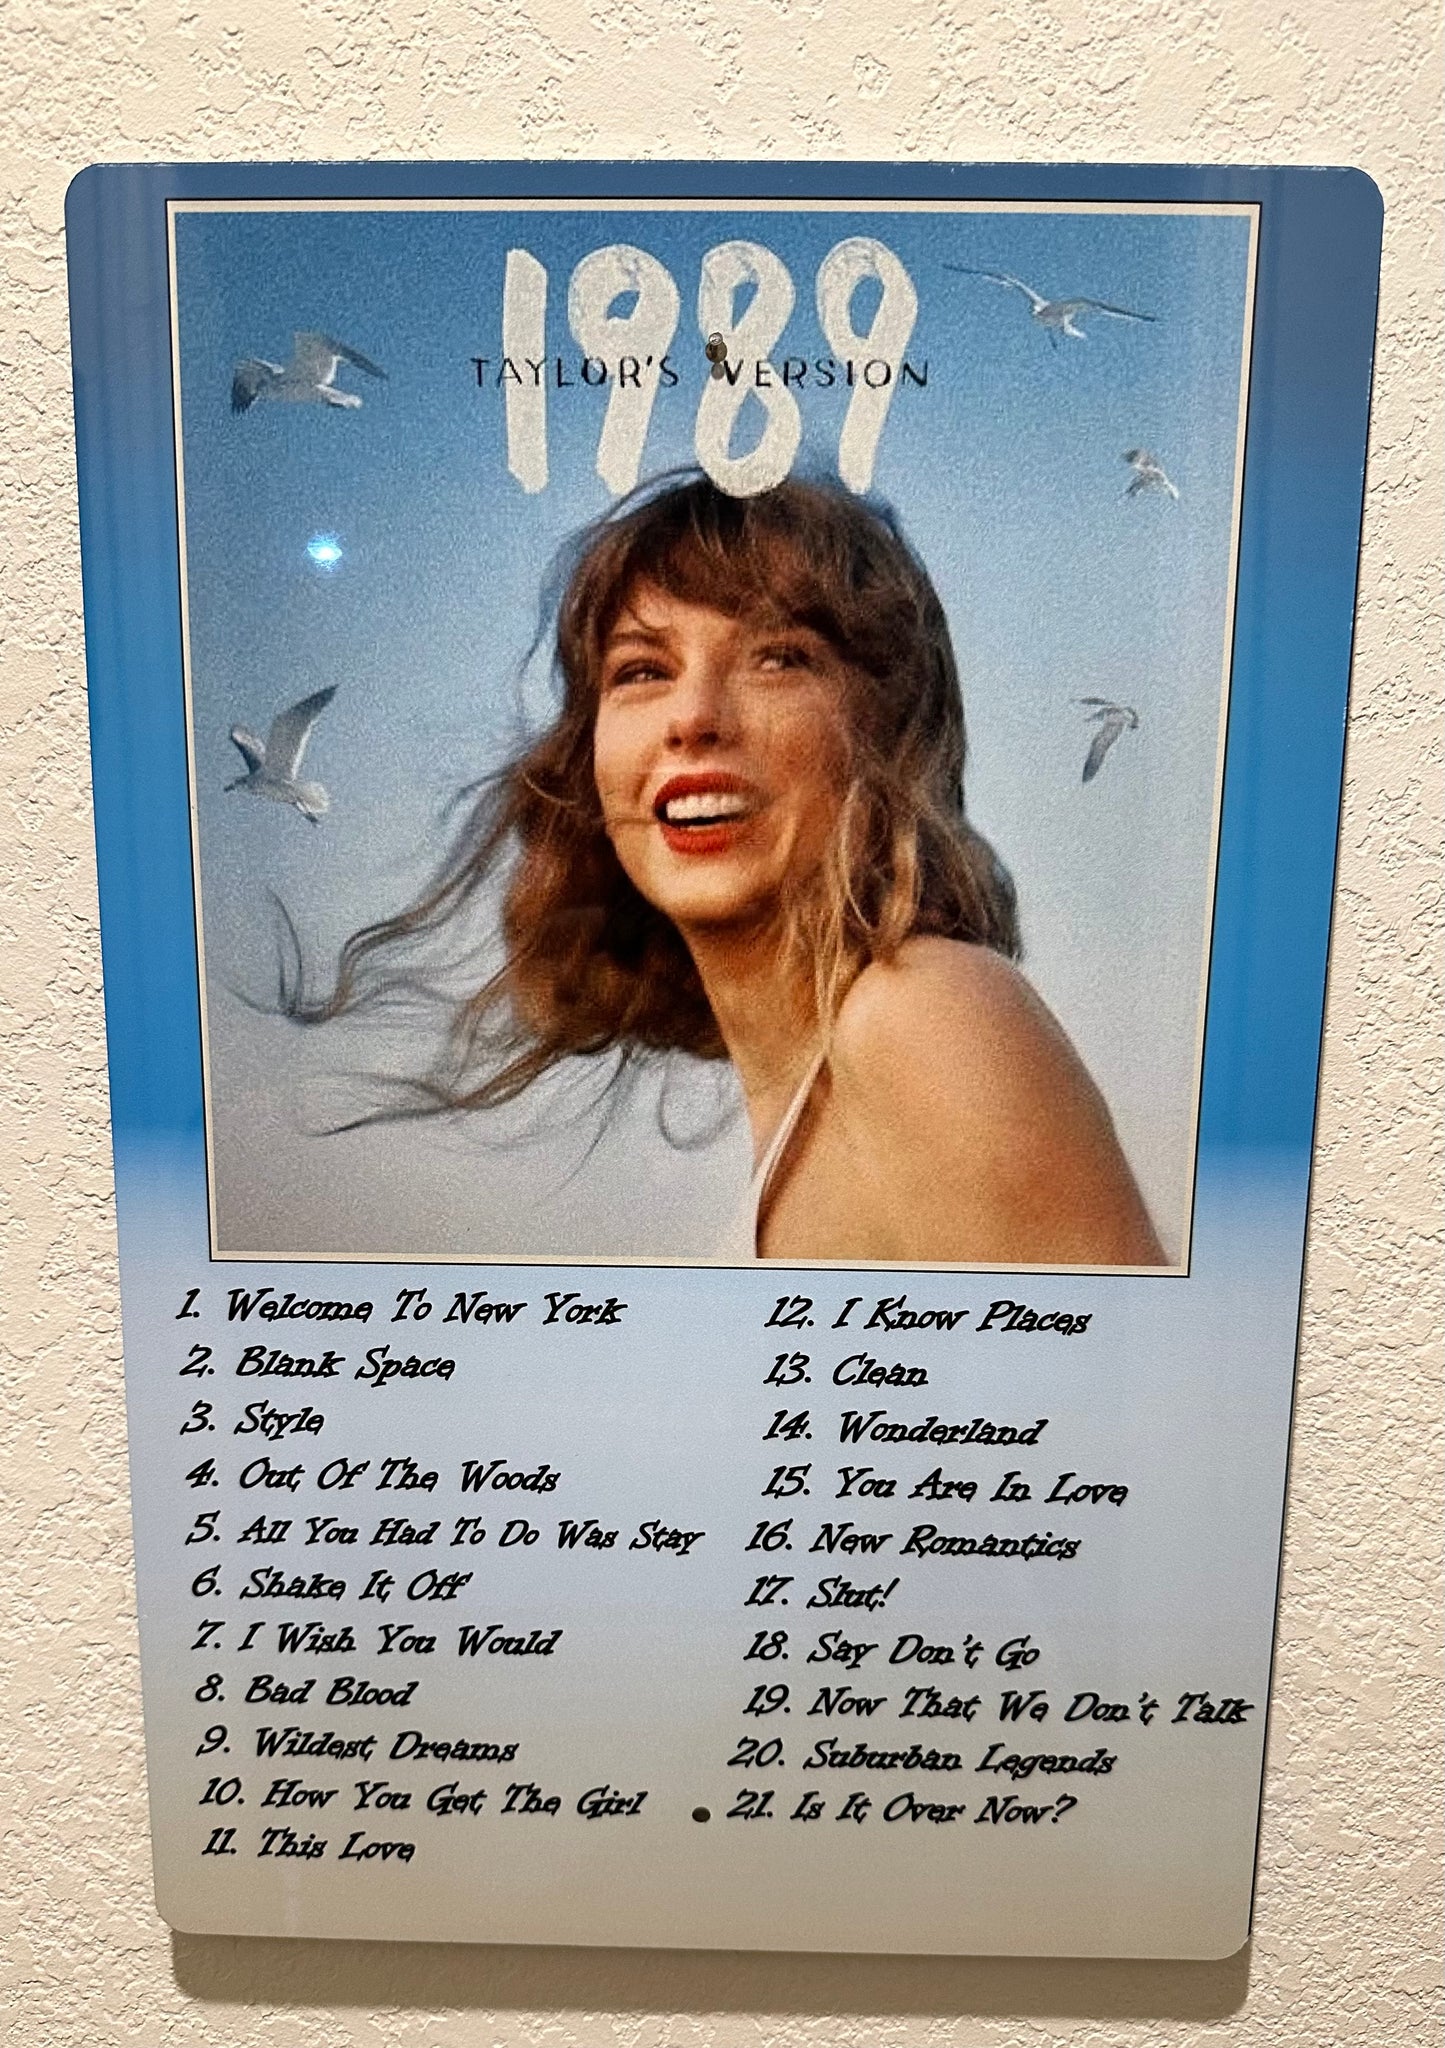 1989
TAYLOR'S VERSION
1. Welcome To New York
2. Blank Space
3. Style
4. Out Of The Woods
5. All You Had To Do Was Stay
6. Shake It Off
7. I Wish You Would
8. Bad Blood
9. Wildest Dreams
10. How You Get The Girl
11. This Love
12. I Know Places
13. Clean
14. Wonderland
15. You Are In Love
16. New Romantics
17. Slut!
18. Say Don't Go
19. Now That We Don't Talk
20. Suburban Legends
21. Is It Over Now?